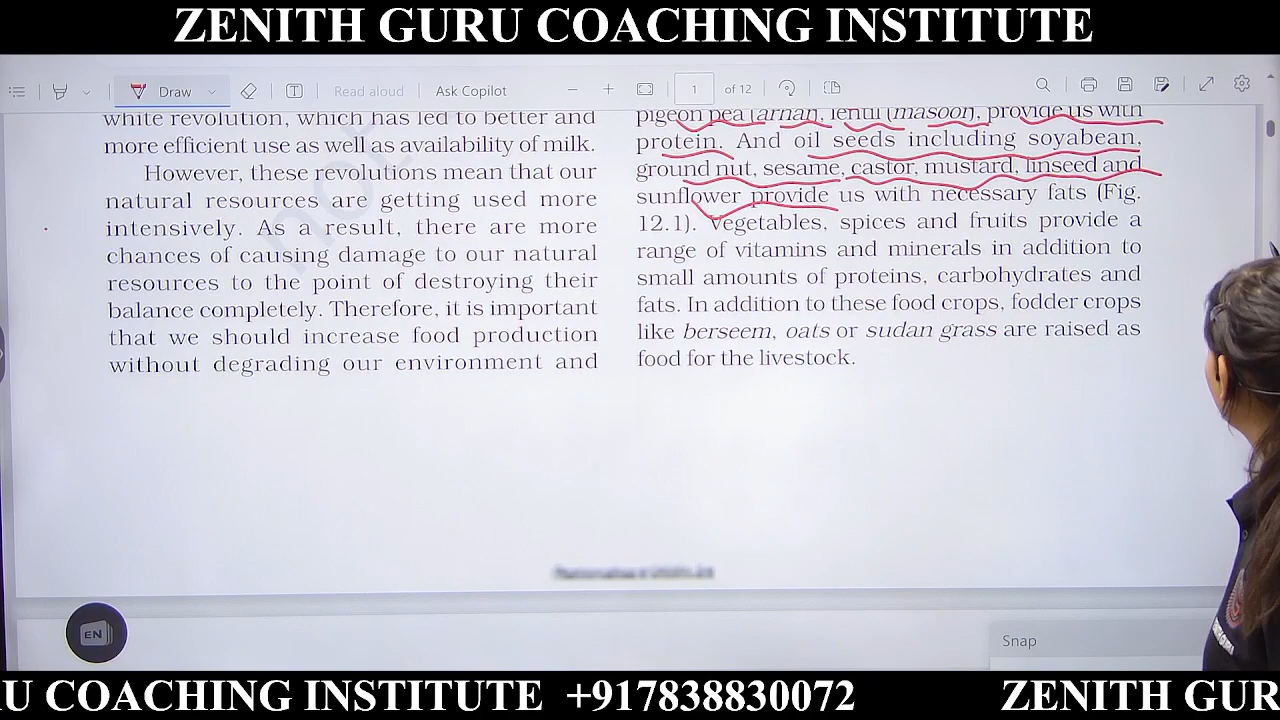 ZENITH GURU COACHING INSTITUTE
Draw
Read aloud
Ask Copilot
1
of 12
white revolution, which has led to better and
more efficient use as well as availability of milk.
However, these revolutions mean that our
natural resources are getting used more
intensively. As a result, there are more
chances of causing damage to our natural
resources to the point of destroying their
balance completely. Therefore, it is important
that we should increase food production
without degrading our environment and
pigeon pea (arhar), lentil (masoor), provide us with
protein. And oil seeds including soyabean,
ground nut, sesame, castor, mustard, linseed and
sunflower provide us with necessary fats (Fig.
12.1). Vegetables, spices and fruits provide a
range of vitamins and minerals in addition to
small amounts of proteins, carbohydrates and
fats. In addition to these food crops, fodder crops
like berseem, oats or sudan grass are raised as
food for the livestock.
not
EN
Snap
U COACHING INSTITUTE +917838830072 ZENITH GUR